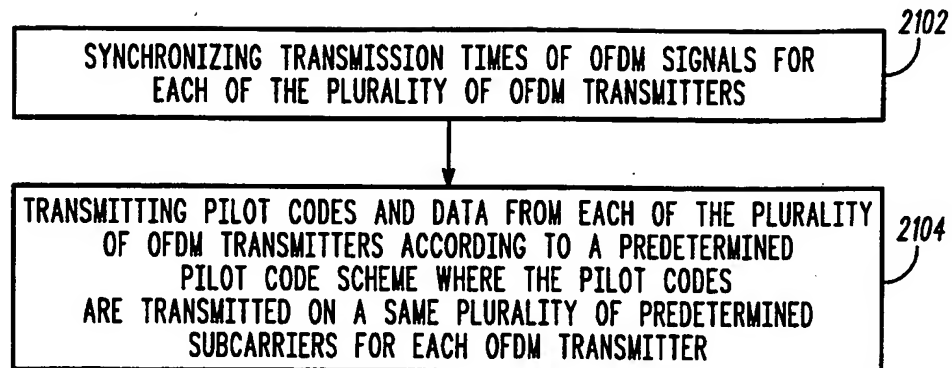 2102
SYNCHRONIZING TRANSMISSION TIMES OF OFDM SIGNALS FOR
EACH OF THE PLURALITY OF OFDM TRANSMITTERS
TRANSMITTING PILOT CODES AND DATA FROM EACH OF THE PLURALITY
OF OFDM TRANSMITTERS ACCORDING TO A PREDETERMINED
PILOT CODE SCHEME WHERE THE PILOT CODES
ARE TRANSMITTED ON A SAME PLURALITY OF PREDETERMINED
SUBCARRIERS FOR EACH OFDM TRANSMITTER
2104